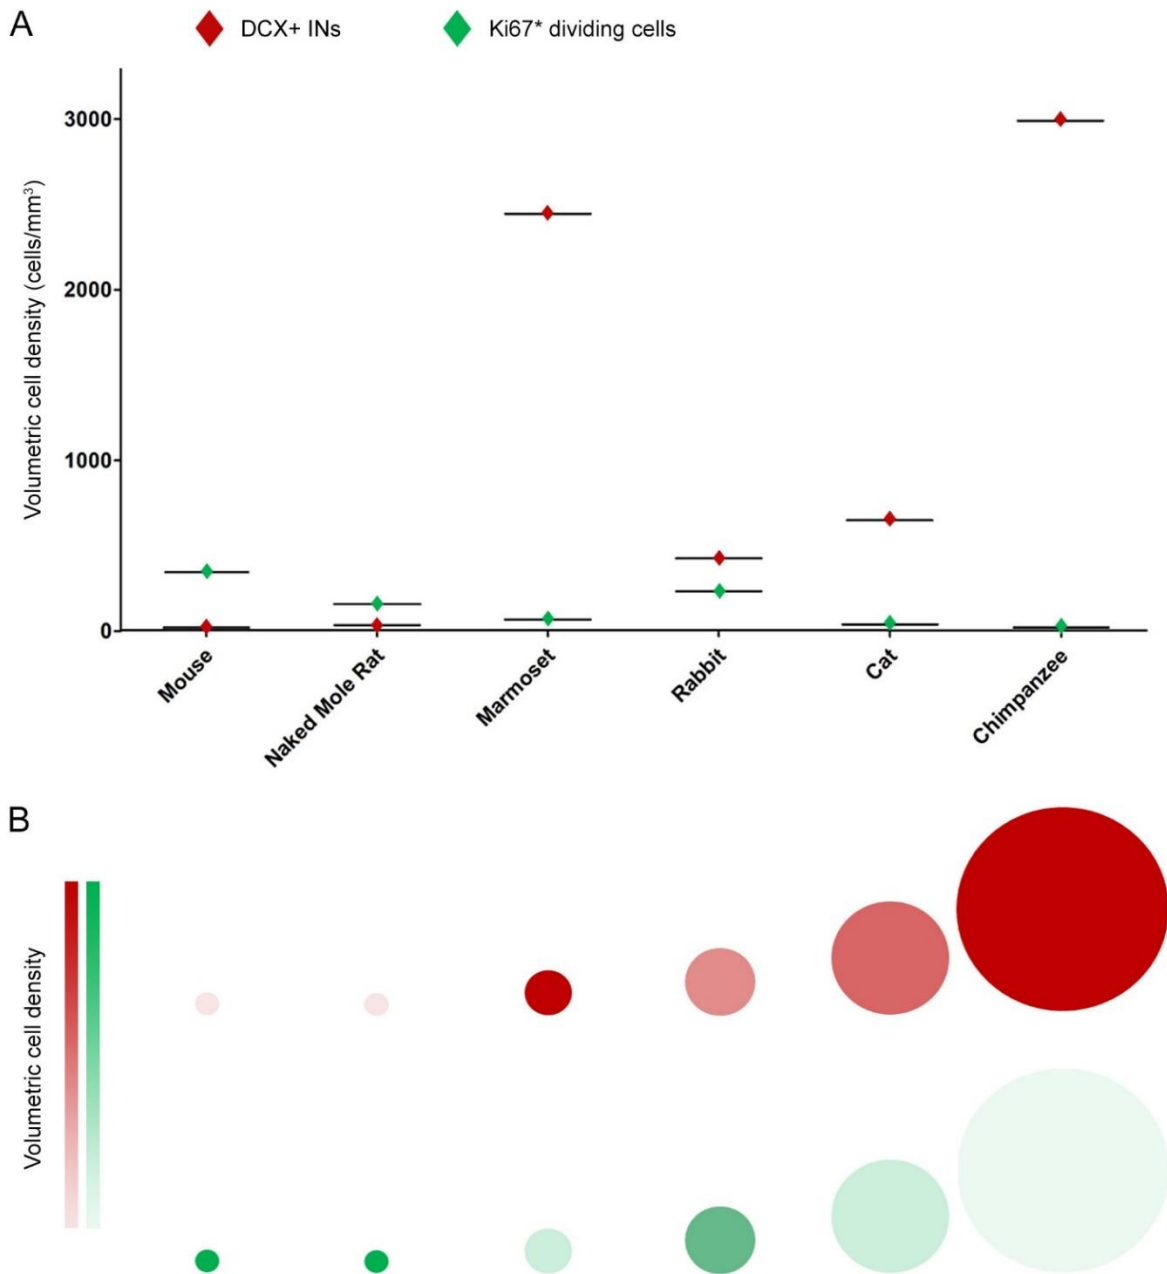 A
DCX+ INs
Ki67* dividing cells
Volumetric cell density (cells/mm³)
3000
2000
1000
0
Mouse
Naked Mole Rat
Marmoset
Rabbit
Cat
Chimpanzee
B
Volumetric cell density